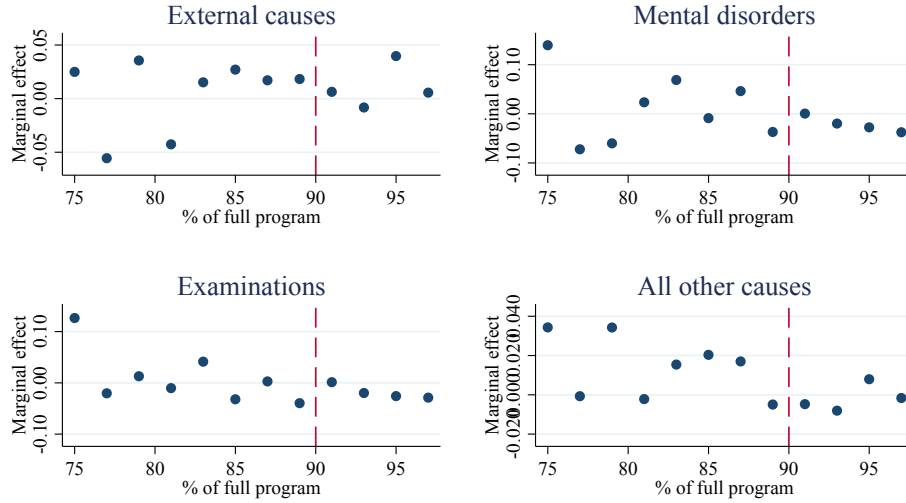 External causes
Marginal effect
0.05
0.00
-0.05
75 80 85 90 95
% of full program
Mental disorders
Marginal effect
0.10
0.00
-0.10
75 80 85 90 95
% of full program
Examinations
Marginal effect
0.10
0.00
-0.10
75 80 85 90 95
% of full program
All other causes
Marginal effect
0.040
0.020
0.000
-0.020
75 80 85 90 95
% of full program